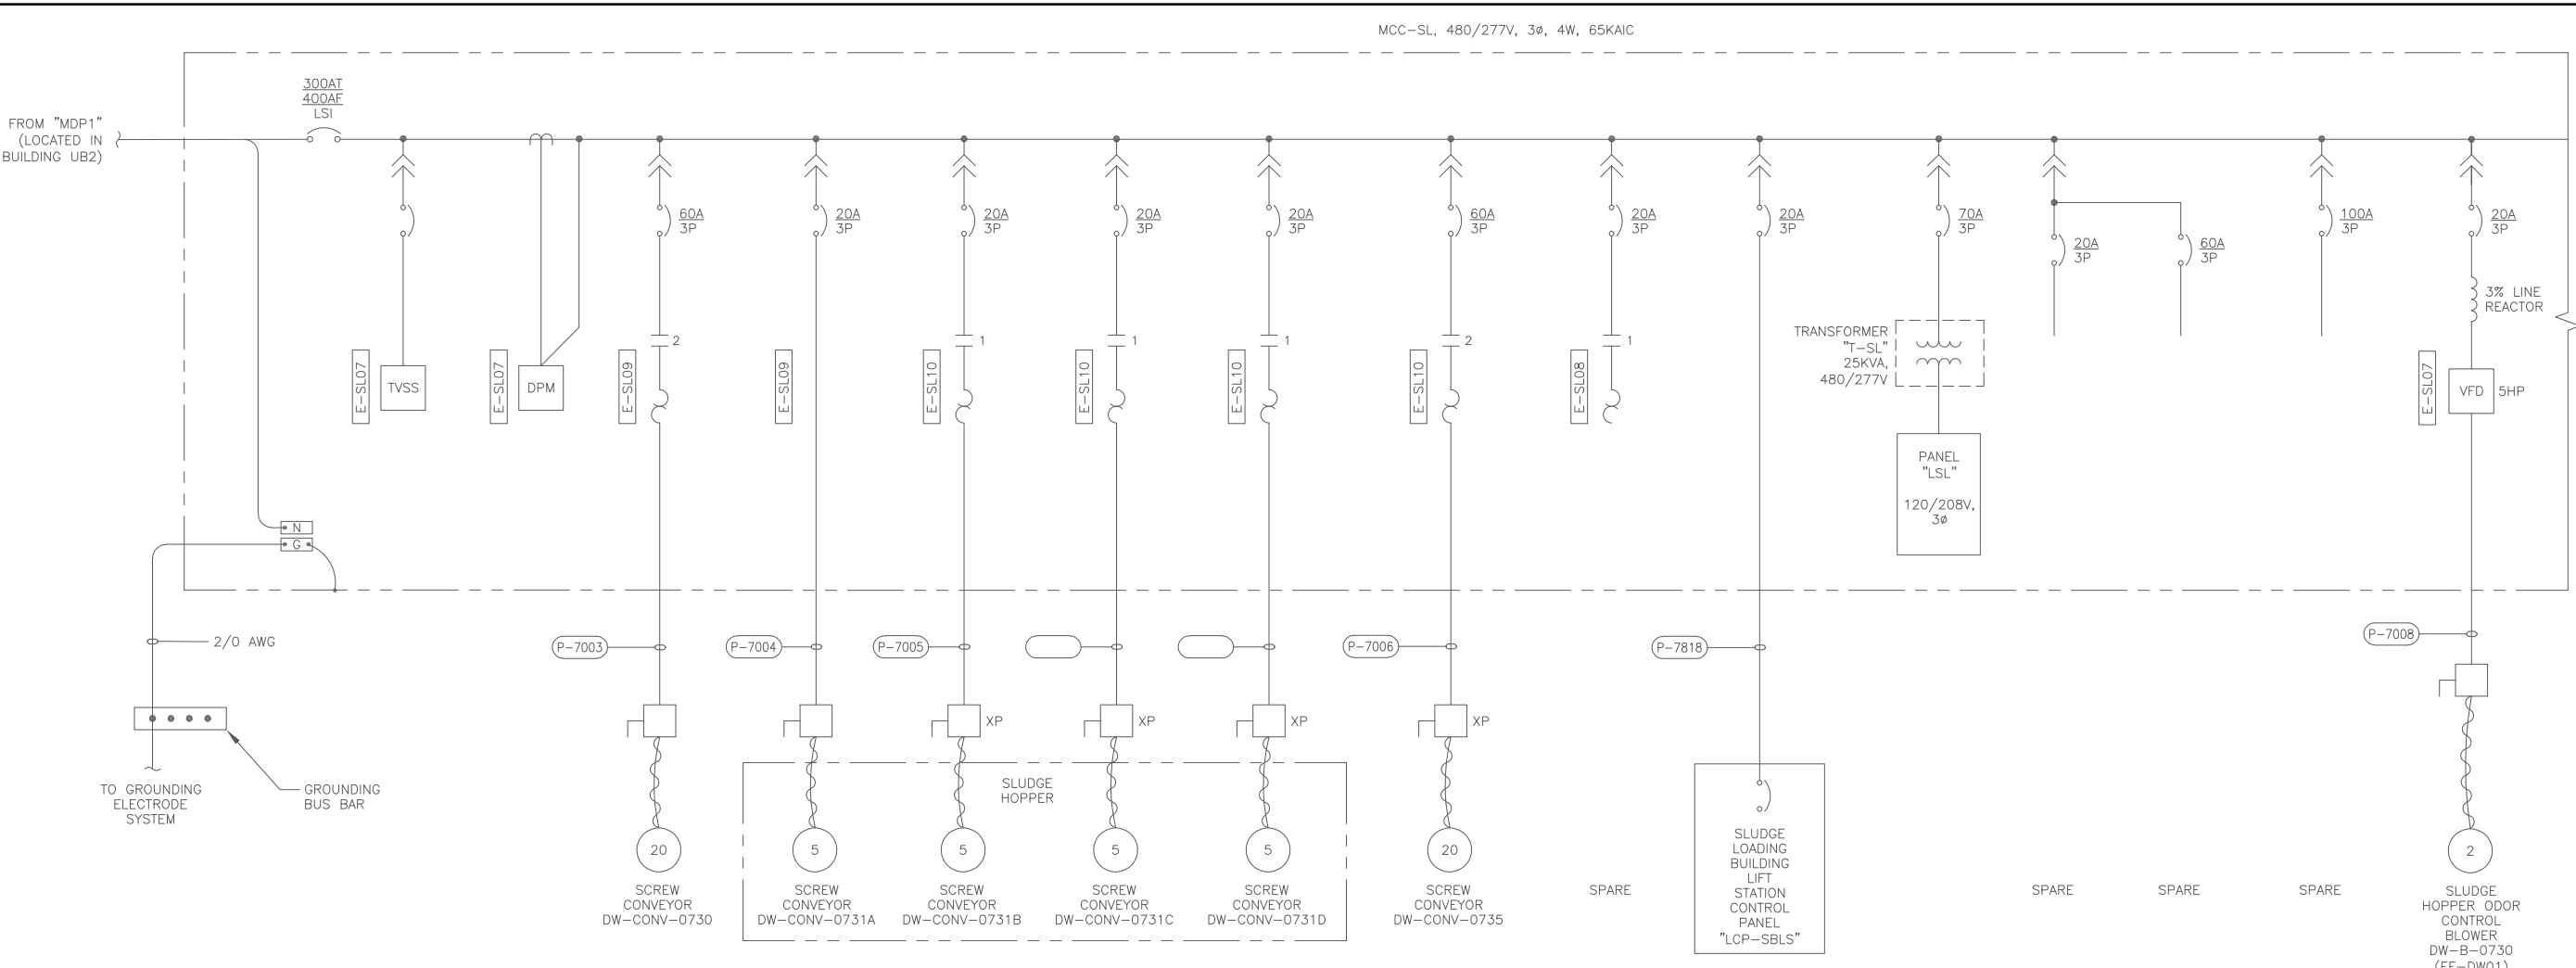 MCC-SL, 480/277V, 3ø, 4W, 65KAIC
300AT
400AF
LSI
FROM "MDP1"
(LOCATED IN
BUILDING UB2)
60A
3P
20A
3P
20A
3P
20A
3P
20A
3P
60A
3P
20A
3P
20A
3P
70A
3P
20A
3P
60A
3P
100A
3P
20A
3P
3% LINE
REACTOR
2
1
1
1
2
1
TRANSFORMER
"T-SL"
25KVA,
480/277V
E-SL07
TVSS
E-SL07
DPM
E-SL09
E-SL09
E-SL10
E-SL10
E-SL10
E-SL10
E-SL08
E-SL07
VFD
5HP
PANEL
"LSL"
120/208V,
3ø
N
G
2/0 AWG
P-7003
P-7004
P-7005
P-7006
P-7818
P-7008
XP
XP
XP
XP
TO GROUNDING
ELECTRODE
SYSTEM
GROUNDING
BUS BAR
SLUDGE
HOPPER
20
5
5
5
5
20
2
SCREW
CONVEYOR
DW-CONV-0730
SCREW
CONVEYOR
DW-CONV-0731A
SCREW
CONVEYOR
DW-CONV-0731B
SCREW
CONVEYOR
DW-CONV-0731C
SCREW
CONVEYOR
DW-CONV-0731D
SCREW
CONVEYOR
DW-CONV-0735
SPARE
SLUDGE
LOADING
BUILDING
LIFT
STATION
CONTROL
PANEL
"LCP-SBLS"
SPARE
SPARE
SPARE
SLUDGE
HOPPER ODOR
CONTROL
BLOWER
DW-B-0730